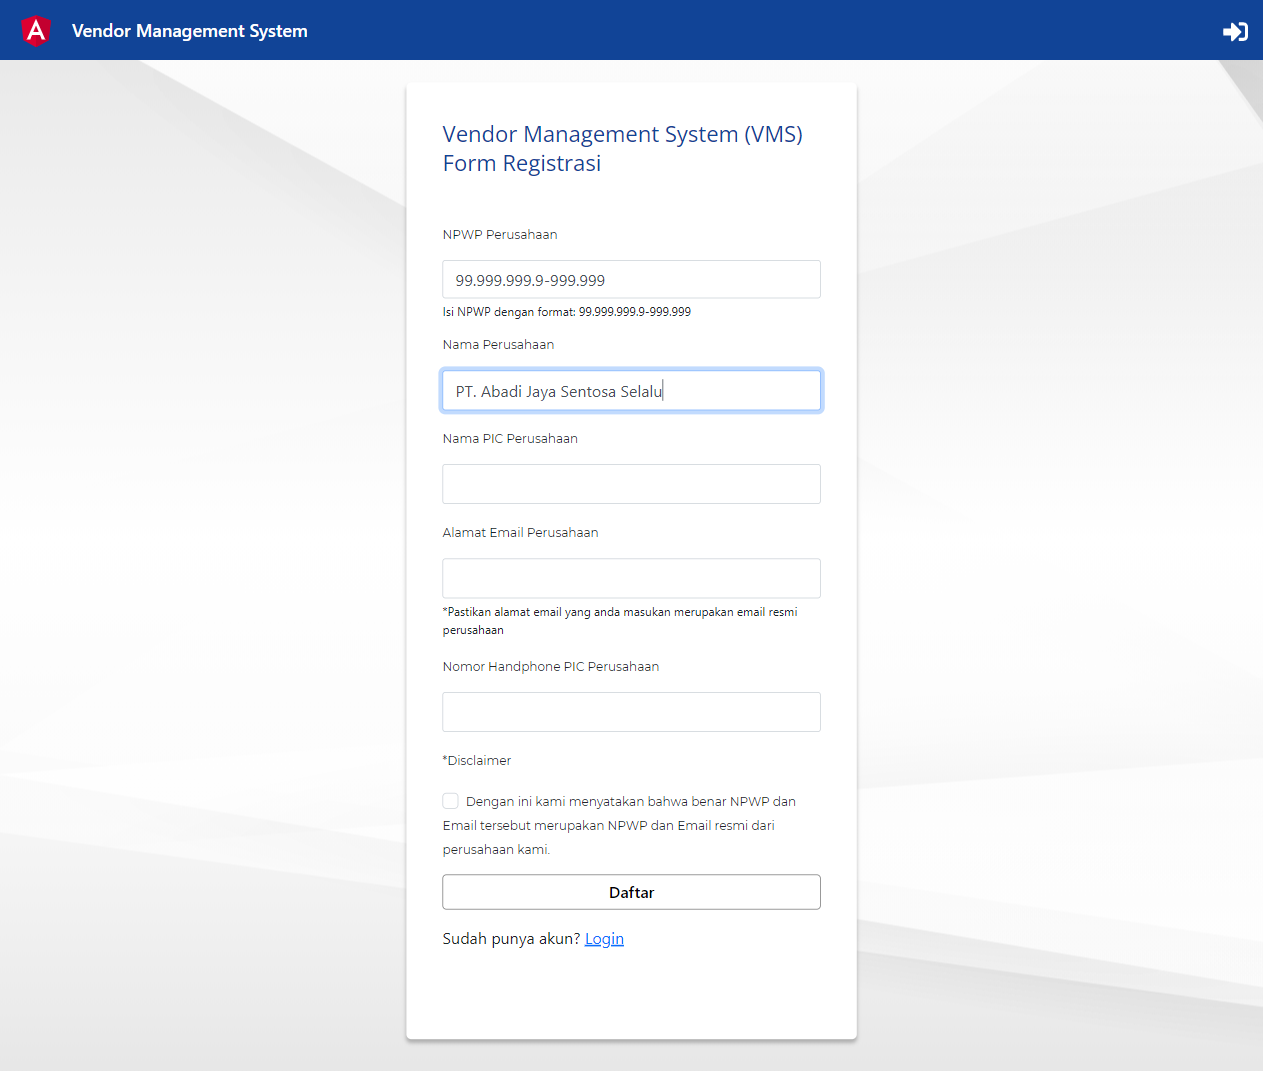 Vendor Management System
Vendor Management System (VMS)
Form Registrasi
NPWP Perusahaan
99.999.999.9-999.999
Isi NPWP dengan format: 99.999.999.9-999.999
Nama Perusahaan
PT. Abadi Jaya Sentosa Selalu
Nama PIC Perusahaan
Alamat Email Perusahaan
*Pastikan alamat email yang anda masukan merupakan email resmi
perusahaan
Nomor Handphone PIC Perusahaan
*Disclaimer
Dengan ini kami menyatakan bahwa benar NPWP dan
Email tersebut merupakan NPWP dan Email resmi dari
perusahaan kami.
Daftar
Sudah punya akun? Login